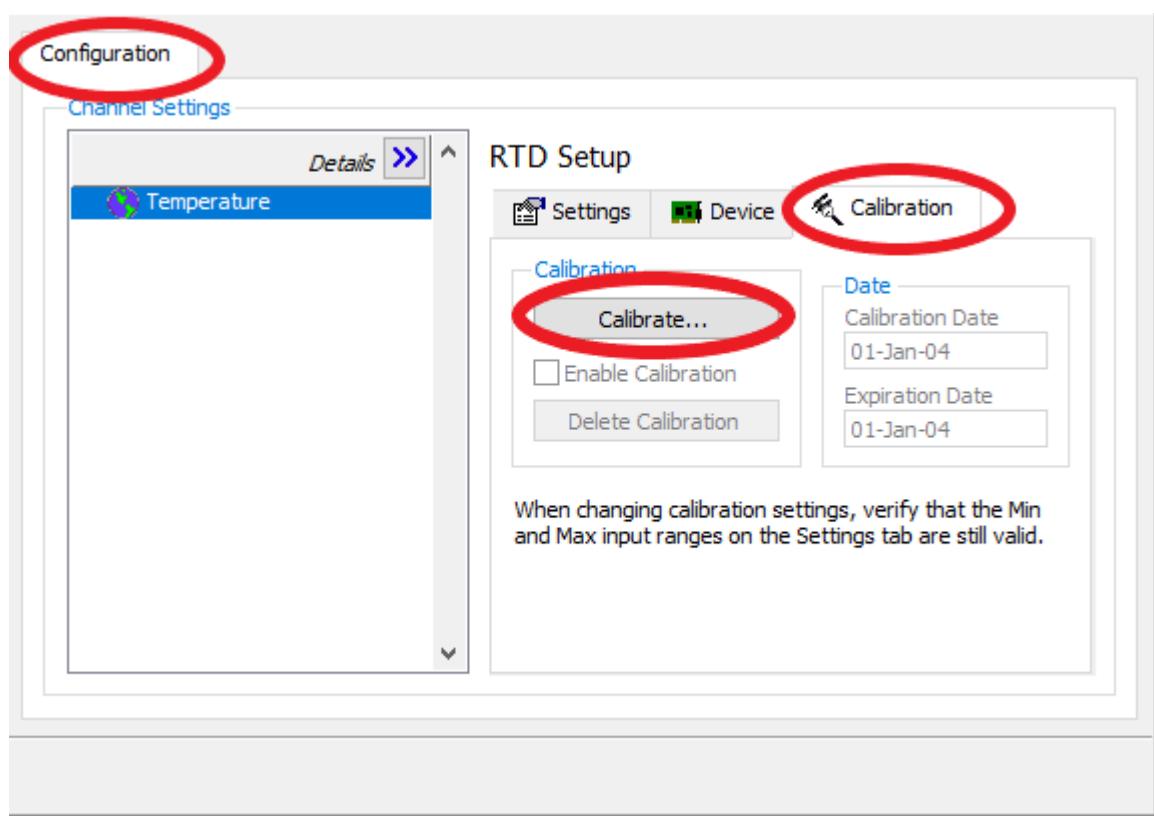 Configuration
Channel Settings
Details
Temperature
RTD Setup
Settings
Device
Calibration
Calibration
Calibrate...
Enable Calibration
Delete Calibration
Date
Calibration Date
01-Jan-04
Expiration Date
01-Jan-04
When changing calibration settings, verify that the Min
and Max input ranges on the Settings tab are still valid.